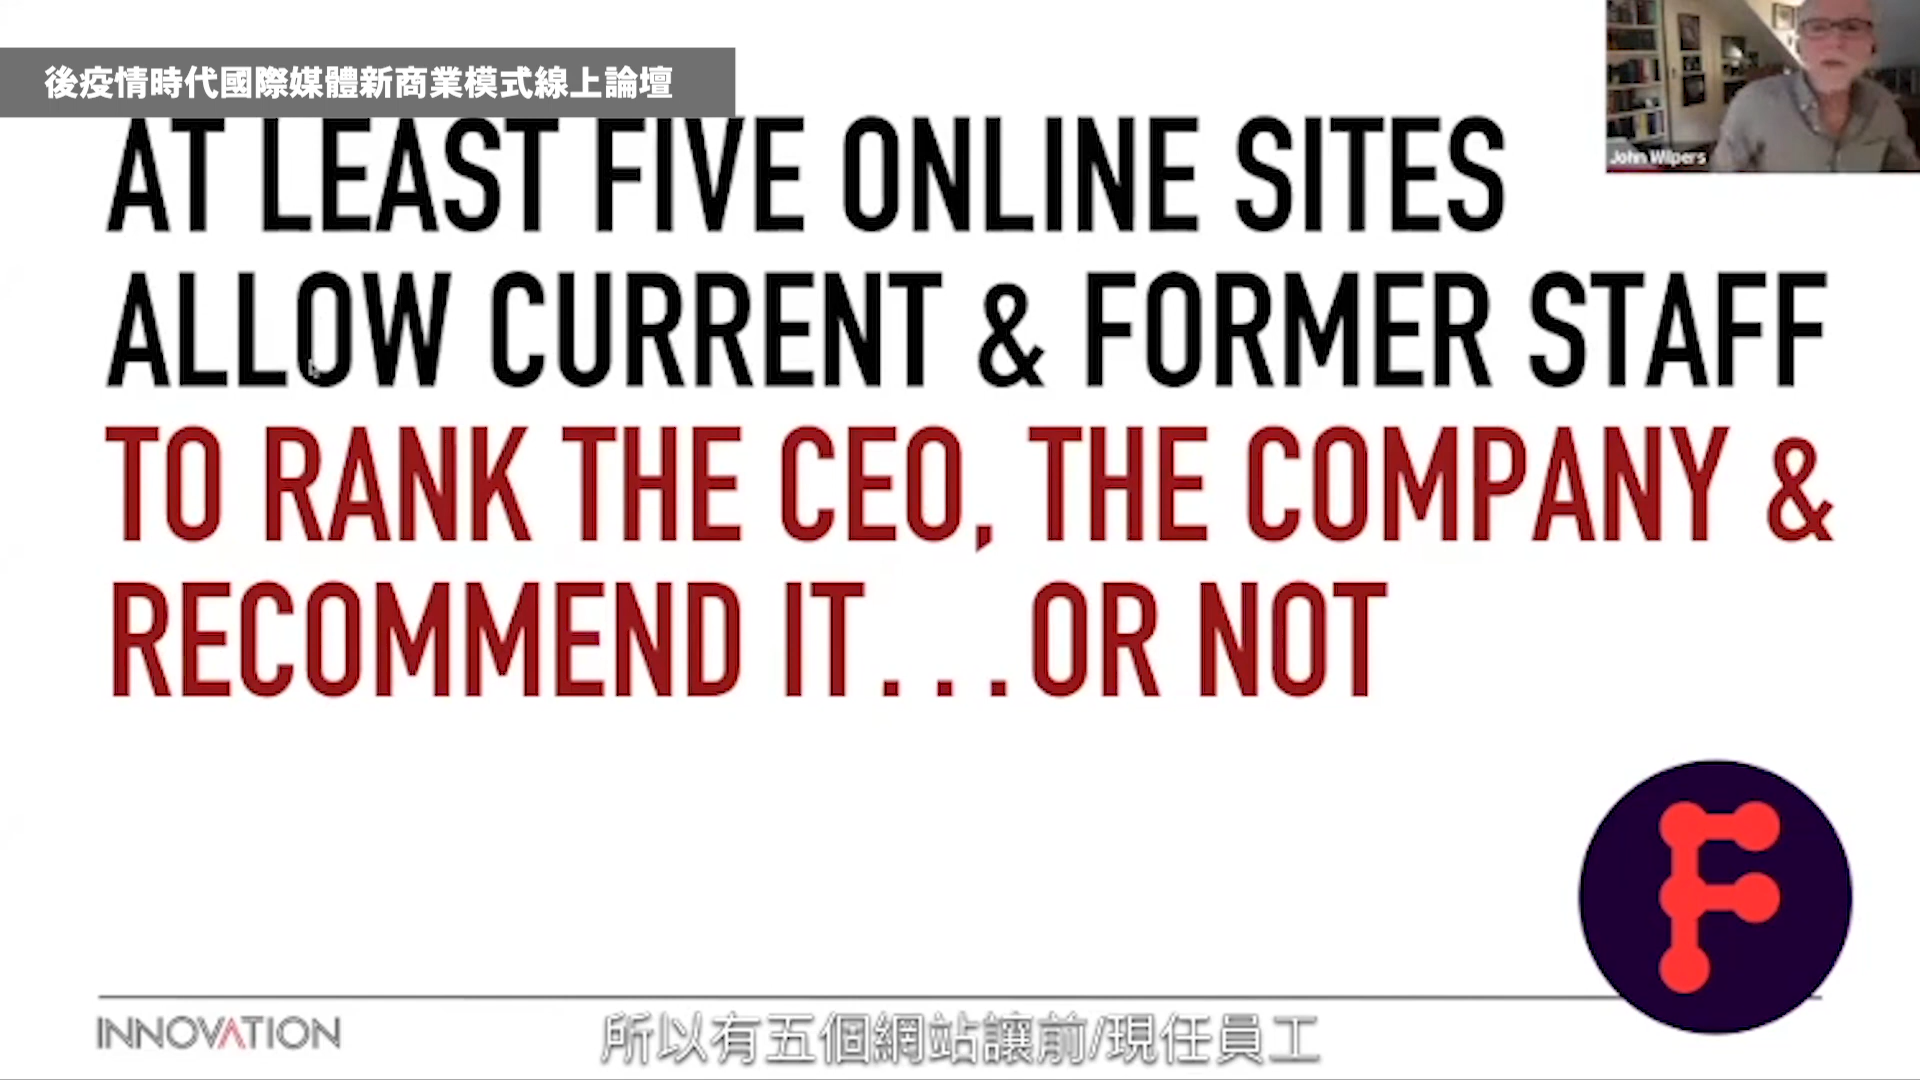 後疫情時代國際媒體新商業模式線上論壇
John Wilpers
AT LEAST FIVE ONLINE SITES
ALLOW CURRENT & FORMER STAFF
TO RANK THE CEO, THE COMPANY &
RECOMMEND IT...OR NOT
F
INNOVATION
所以有五個網站讓前/現任員工